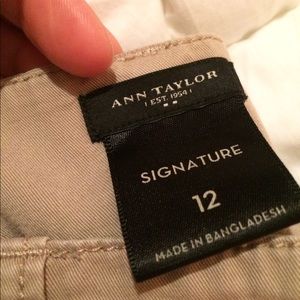 ANN TAYLOR
EST. 1954
SIGNATURE
12
MADE IN BANGLADESH